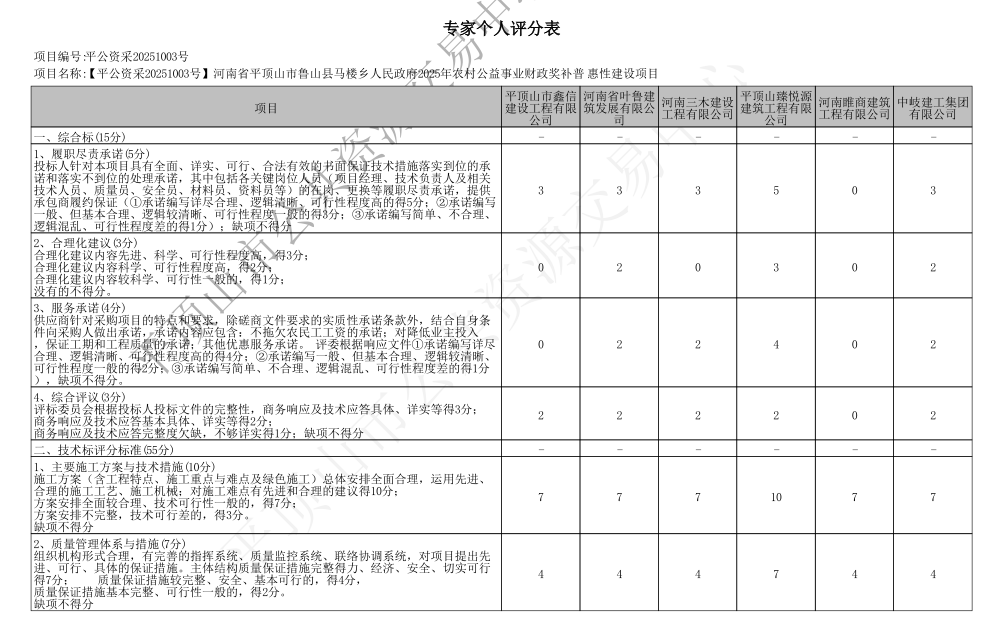 专家个人评分表
项目编号:平公资采20251003号
项目名称:【平公资采20251003号】河南省平顶山市鲁山县马楼乡人民政府2025年农村公益事业财政奖补普 惠性建设项目
项目
平顶山市鑫信
建设工程有限
公司
河南省叶鲁建
筑发展有限公
司
河南三木建设
工程有限公司
平顶山臻悦源
建筑工程有限
公司
河南睢商建筑
工程有限公司
中岐建工集团
有限公司
一、综合标(15分) – – – – – –
1、履职尽责承诺(5分)
投标人针对本项目具有全面、详实、可行、合法有效的书面保证技术措施落实到位的承
诺和落实不到位的处理承诺，其中包括各关键岗位人员（项目经理、技术负责人及相关
技术人员、质量员、安全员、材料员、资料员等）的在岗、更换等履职尽责承诺，提供
承包商履约保证（①承诺编写详尽合理、逻辑清晰、可行性程度高的得5分；②承诺编写
一般、但基本合理、逻辑较清晰、可行性程度一般的得3分；③承诺编写简单、不合理、
逻辑混乱、可行性程度差的得1分）；缺项不得分
3 3 3 5 0 3
2、合理化建议(3分)
合理化建议内容先进、科学、可行性程度高，得3分；
合理化建议内容科学、可行性程度高，得2分；
合理化建议内容较科学、可行性一般的，得1分；
没有的不得分。
0 2 0 3 0 2
3、服务承诺(4分)
供应商针对采购项目的特点和要求，除磋商文件要求的实质性承诺条款外，结合自身条
件向采购人做出承诺，承诺内容应包含：不拖欠农民工工资的承诺；对降低业主投入
，保证工期和工程质量的承诺；其他优惠服务承诺。 评委根据响应文件①承诺编写详尽
合理、逻辑清晰、可行性程度高的得4分；②承诺编写一般、但基本合理、逻辑较清晰、
可行性程度一般的得2分；③承诺编写简单、不合理、逻辑混乱、可行性程度差的得1分
），缺项不得分。
0 2 2 4 0 2
4、综合评议(3分)
评标委员会根据投标人投标文件的完整性，商务响应及技术应答具体、详实等得3分；
商务响应及技术应答基本具体、详实等得2分；
商务响应及技术应答完整度欠缺，不够详实得1分；缺项不得分
2 2 2 2 0 2
二、技术标评分标准(55分) – – – – – –
1、主要施工方案与技术措施(10分)
施工方案（含工程特点、施工重点与难点及绿色施工）总体安排全面合理，运用先进、
合理的施工工艺、施工机械；对施工难点有先进和合理的建议得10分；
方案安排全面较合理、技术可行性一般的，得7分；
方案安排不完整，技术可行差的，得3分。
缺项不得分
7 7 7 10 7 7
2、质量管理体系与措施(7分)
组织机构形式合理，有完善的指挥系统、质量监控系统、联络协调系统，对项目提出先
进、可行、具体的保证措施。主体结构质量保证措施完整得力、经济、安全、切实可行
得7分； 质量保证措施较完整、安全、基本可行的，得4分，
质量保证措施基本完整、可行性一般的，得2分。
缺项不得分
4 4 4 7 4 4
平顶山市公共资源交易中
平顶山市公共资源交易中心